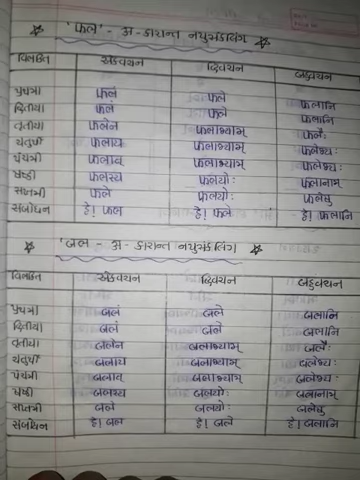 'फल' - अ-कारान्त नपुंसकलिंग
विभक्ति एकवचन द्विवचन बहुवचन
प्रथमा फलं फले फलानि
द्वितीया फलं फले फलानि
तृतीया फलेन फलाभ्याम् फलैः
चतुर्थी फलाय फलाभ्याम् फलेभ्यः
पंचमी फलात् फलाभ्याम् फलेभ्यः
षष्ठी फलस्य फलयोः फलानाम्
सप्तमी फले फलयोः फलेषु
संबोधन हे! फल हे! फले हे! फलानि
'जल - अ-कारान्त नपुंसकलिंग
विभक्ति एकवचन द्विवचन बहुवचन
प्रथमा जलं जले जलानि
द्वितीया जलं जले जलानि
तृतीया जलेन जलाभ्याम् जलैः
चतुर्थी जलाय जलाभ्याम् जलेभ्यः
पंचमी जलात् जलाभ्याम् जलेभ्यः
षष्ठी जलस्य जलयोः जलानाम्
सप्तमी जले जलयोः जलेषु
संबोधन हे! जल हे! जले हे! जलानि